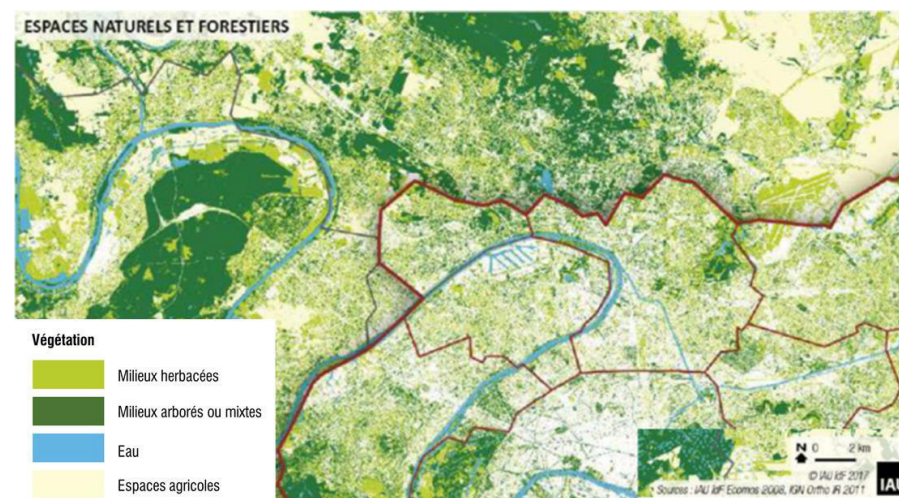 ESPACES NATURELS ET FORESTIERS
Végétation
Milieux herbacées
Milieux arborés ou mixtes
Eau
Espaces agricoles
N 0 2 km
© IAU îdF 2017
Sources : IAU îdF Ecomos 2008, IGN Ortho IR 2011
IAU